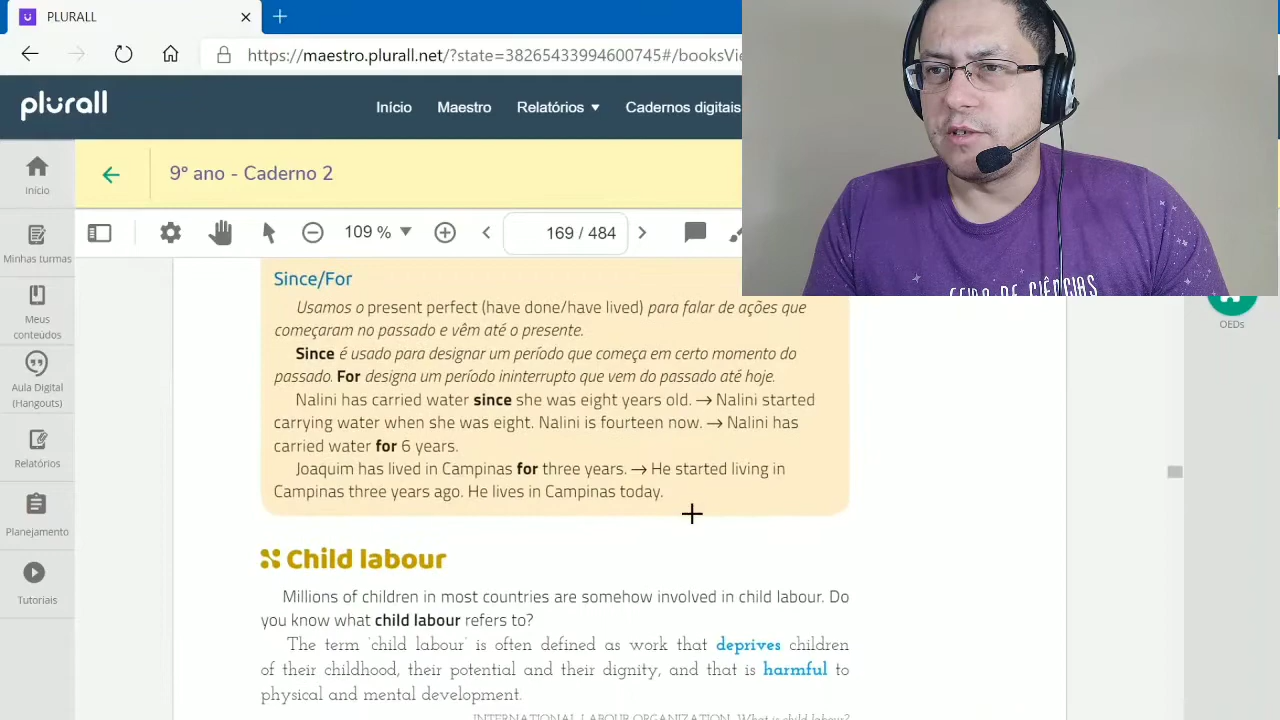 PLURALL
https://maestro.plurall.net/?state=38265433994600745#/booksVie
plurall
Início Maestro Relatórios Cadernos digitais
9º ano - Caderno 2
109 % 169 / 484
Início
Minhas turmas
Meus
conteúdos
Aula Digital
(Hangouts)
Relatórios
Planejamento
Tutoriais
OEDs
Since/For
Usamos o present perfect (have done/have lived) para falar de ações que
começaram no passado e vêm até o presente.
Since é usado para designar um período que começa em certo momento do
passado. For designa um período ininterrupto que vem do passado até hoje.
Nalini has carried water since she was eight years old. → Nalini started
carrying water when she was eight. Nalini is fourteen now. → Nalini has
carried water for 6 years.
Joaquim has lived in Campinas for three years. → He started living in
Campinas three years ago. He lives in Campinas today.
Child labour
Millions of children in most countries are somehow involved in child labour. Do
you know what child labour refers to?
The term 'child labour' is often defined as work that deprives children
of their childhood, their potential and their dignity, and that is harmful to
physical and mental development.
INTERNATIONAL LABOUR ORGANIZATION. What is child labour?
DE CIÊNCIAS